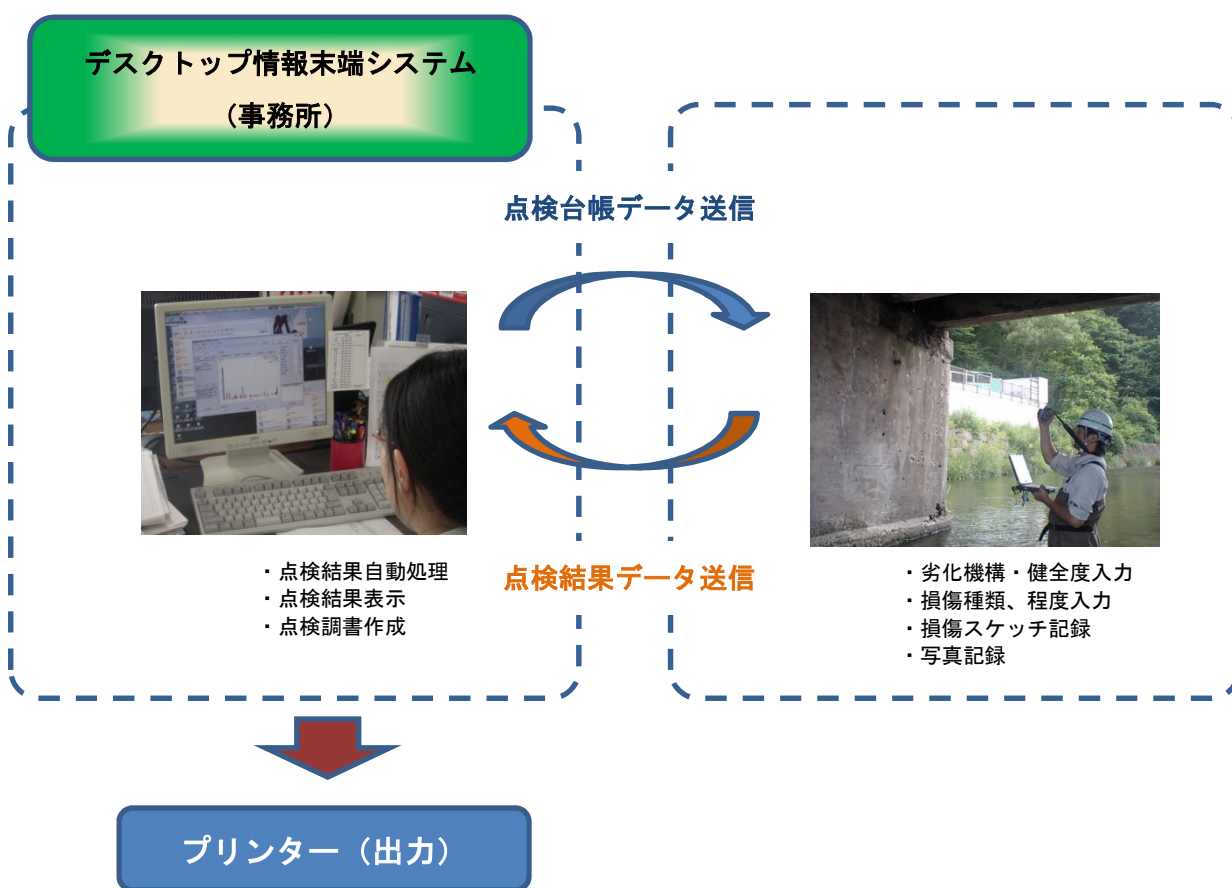 デスクトップ情報末端システム
（事務所）
点検台帳データ送信
・点検結果自動処理
・点検結果表示
・点検調書作成
点検結果データ送信
・劣化機構・健全度入力
・損傷種類、程度入力
・損傷スケッチ記録
・写真記録
プリンター（出力）